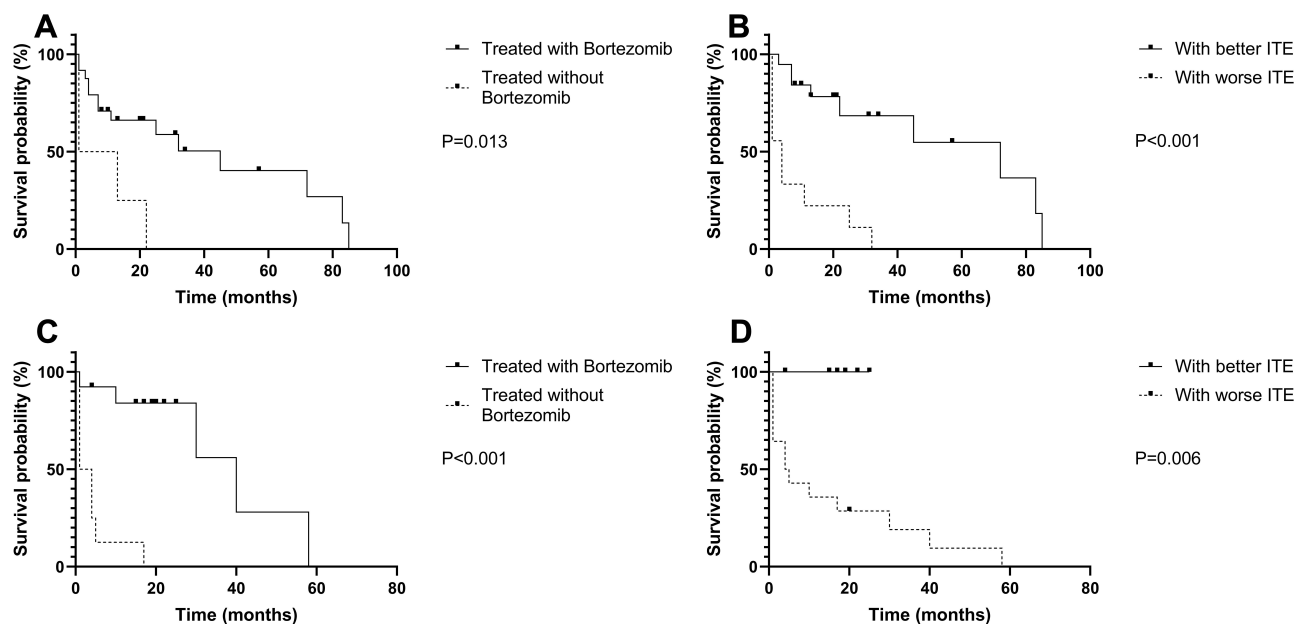 A
Survival probability (%)
100
50
0
0 20 40 60 80 100
Time (months)
Treated with Bortezomib
Treated without
Bortezomib
P=0.013
B
Survival probability (%)
100
50
0
0 20 40 60 80 100
Time (months)
With better ITE
With worse ITE
P<0.001
C
Survival probability (%)
100
50
0
0 20 40 60 80
Time (months)
Treated with Bortezomib
Treated without
Bortezomib
P<0.001
D
Survival probability (%)
100
50
0
0 20 40 60 80
Time (months)
With better ITE
With worse ITE
P=0.006